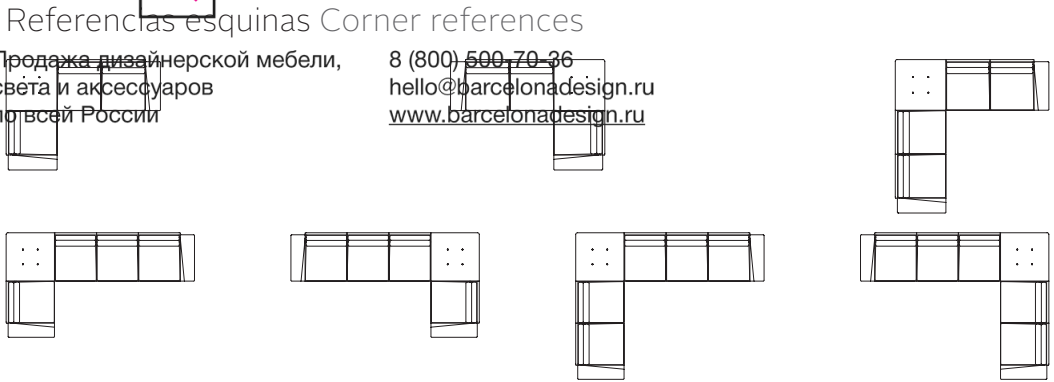 Referencias esquinas Corner references
Продажа дизайнерской мебели,
света и аксессуаров
по всей России
8 (800) 500-70-36
hello@barcelonadesign.ru
www.barcelonadesign.ru